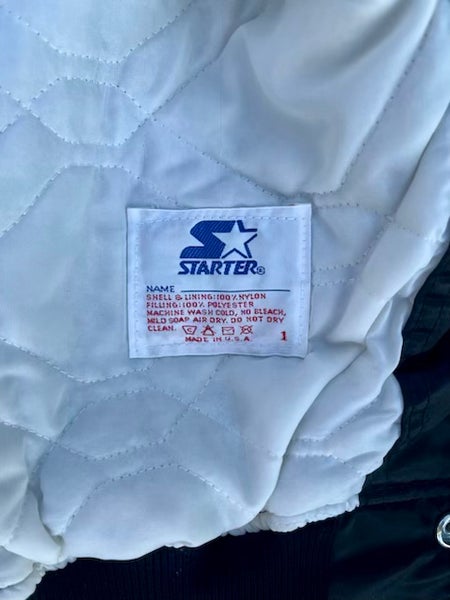 STARTER®
NAME
SHELL & LINING:100% NYLON
FILLING:100% POLYESTER
MACHINE WASH COLD, NO BLEACH,
MILD SOAP AIR DRY. DO NOT DRY
CLEAN.
MADE IN U.S.A. 1